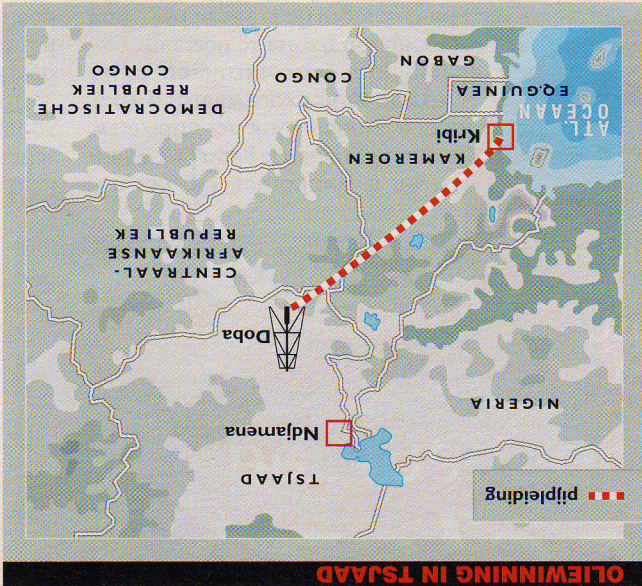 OLIEWINNING IN TSJAAD
pijpleiding
TSJAAD
Ndjamena
NIGERIA
Doba
CENTRAAL-
AFRIKAANSE
REPUBLIEK
KAMEROEN
Kribi
ATL.
OCEAAN
EQ.GUINEA
GABON
CONGO
DEMOCRATISCHE
REPUBLIEK
CONGO